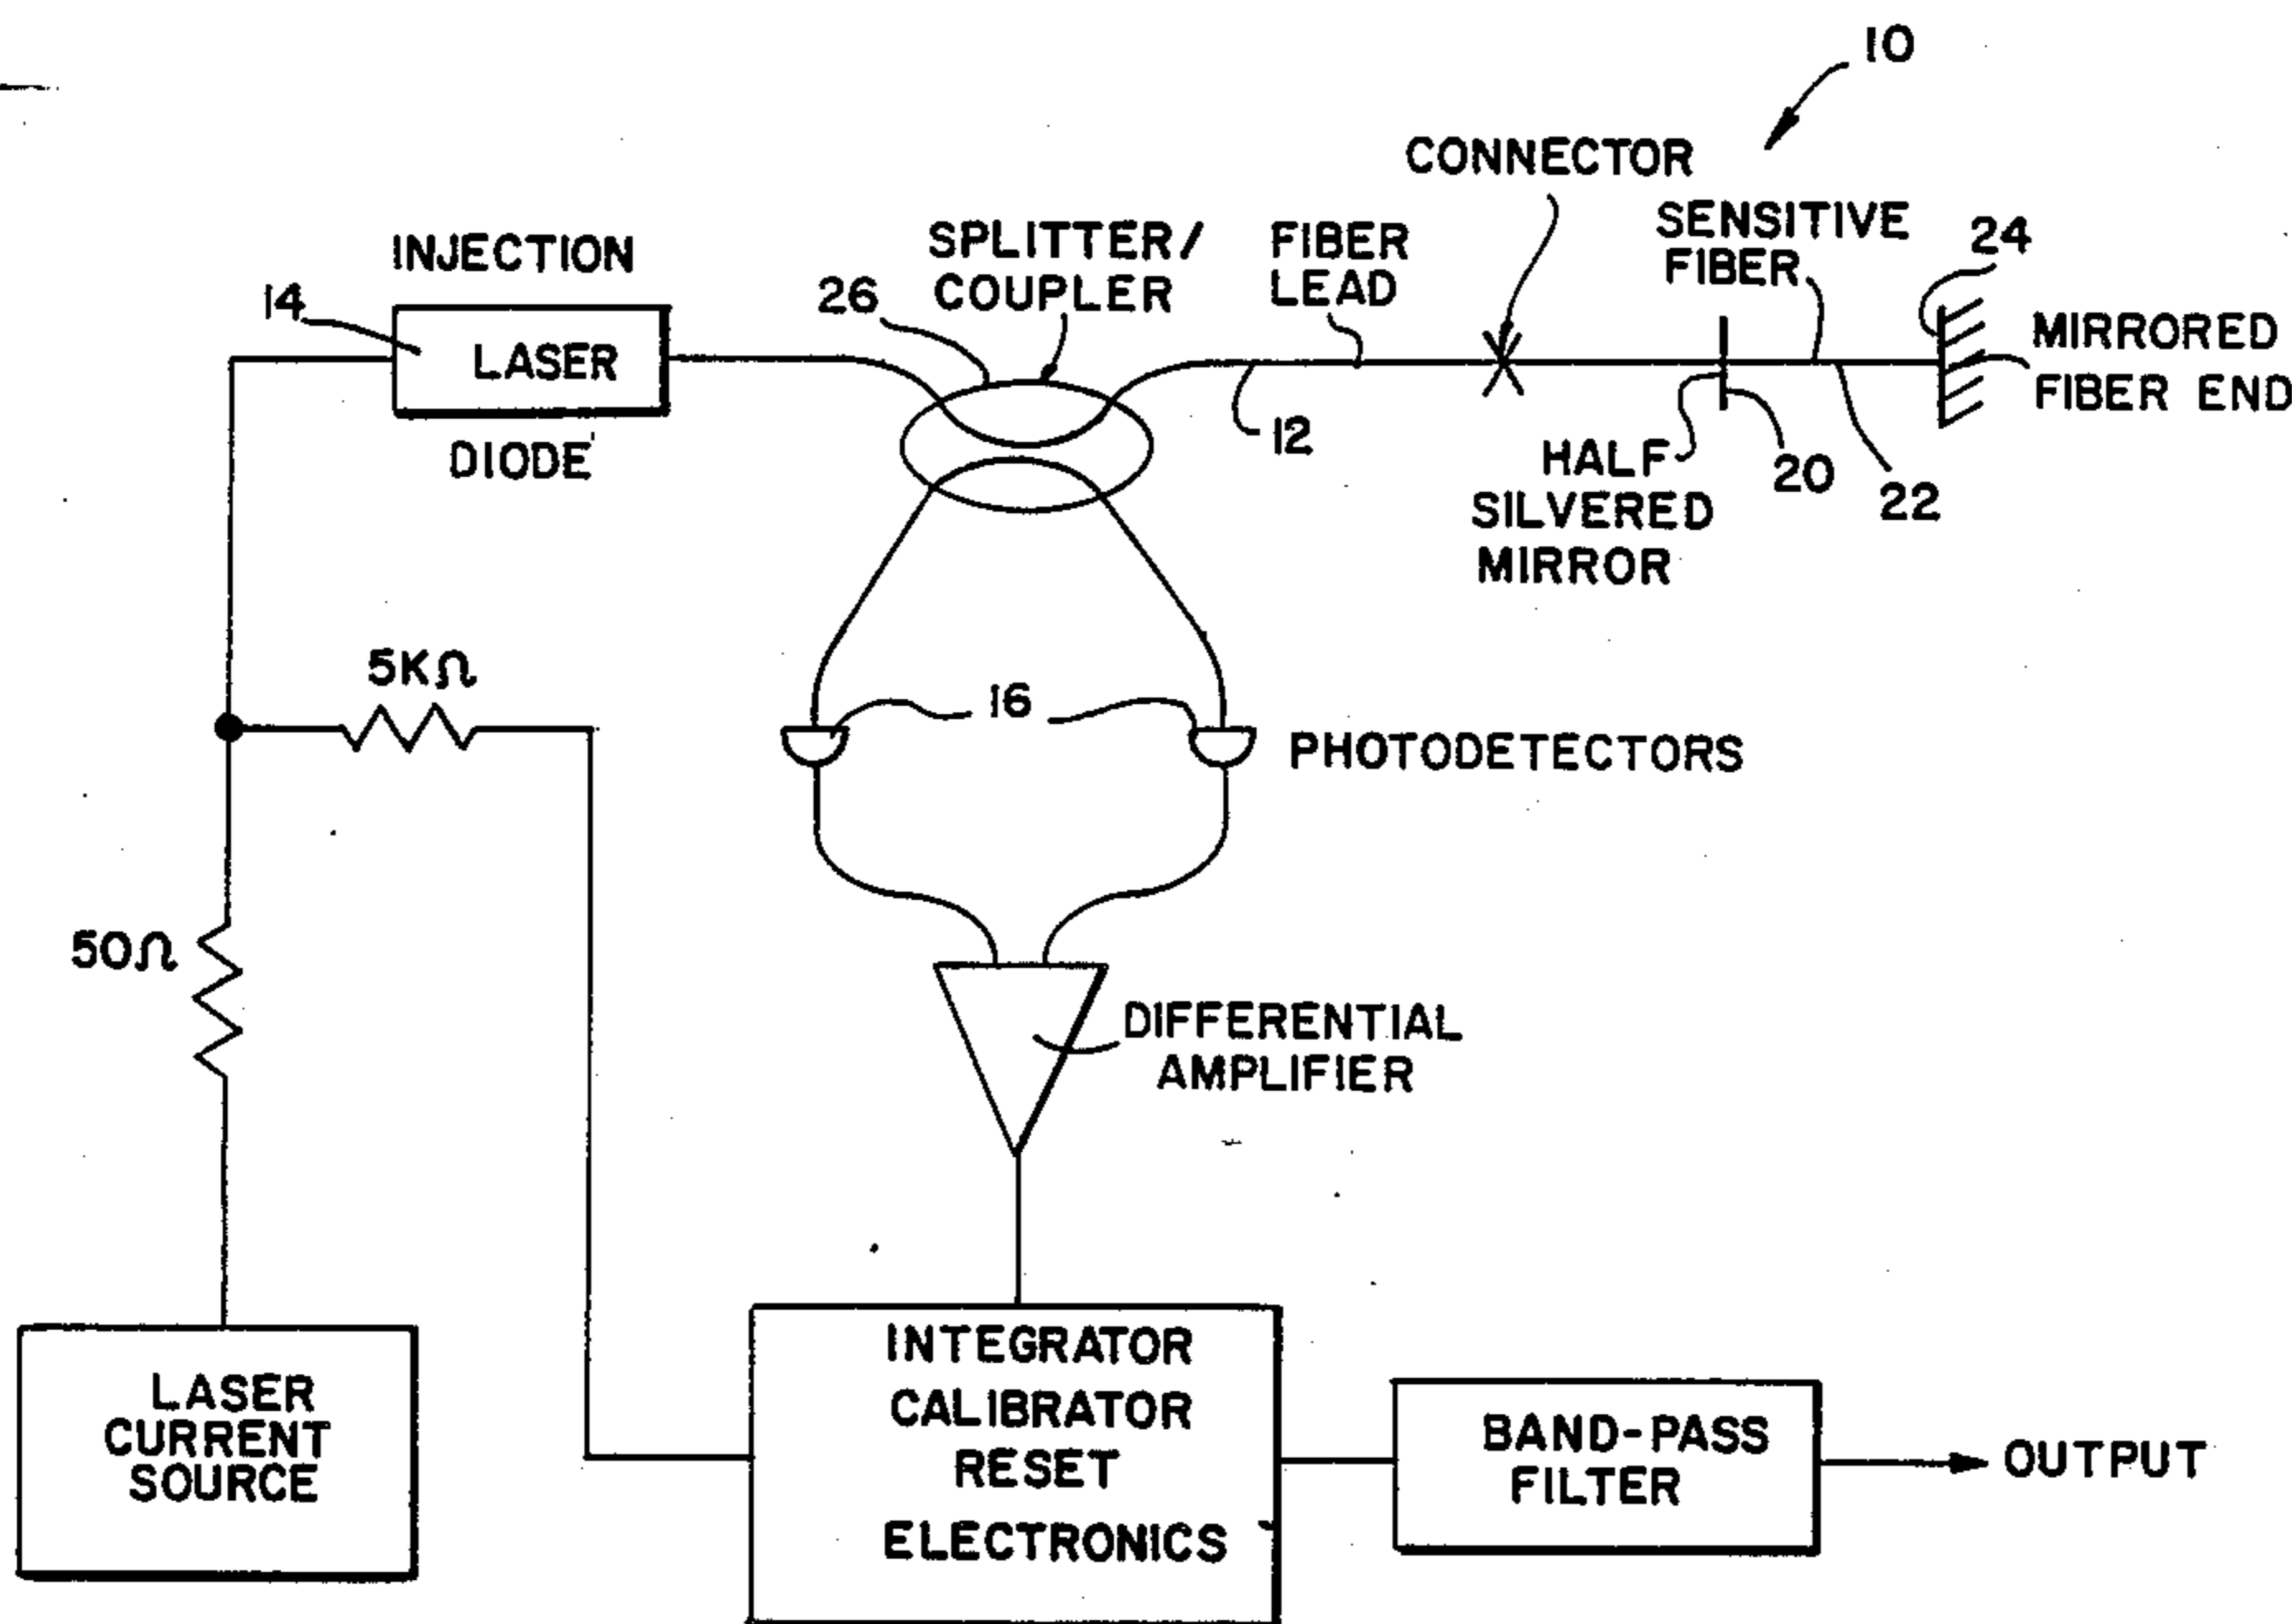 10
CONNECTOR
SENSITIVE
FIBER
24
MIRRORED
FIBER END
SPLITTER/
COUPLER
FIBER
LEAD
26
INJECTION
14
LASER
DIODE
12
HALF
SILVERED
MIRROR
20
22
5KΩ
16
PHOTODETECTORS
50Ω
DIFFERENTIAL
AMPLIFIER
LASER
CURRENT
SOURCE
INTEGRATOR
CALIBRATOR
RESET
ELECTRONICS
BAND-PASS
FILTER
OUTPUT